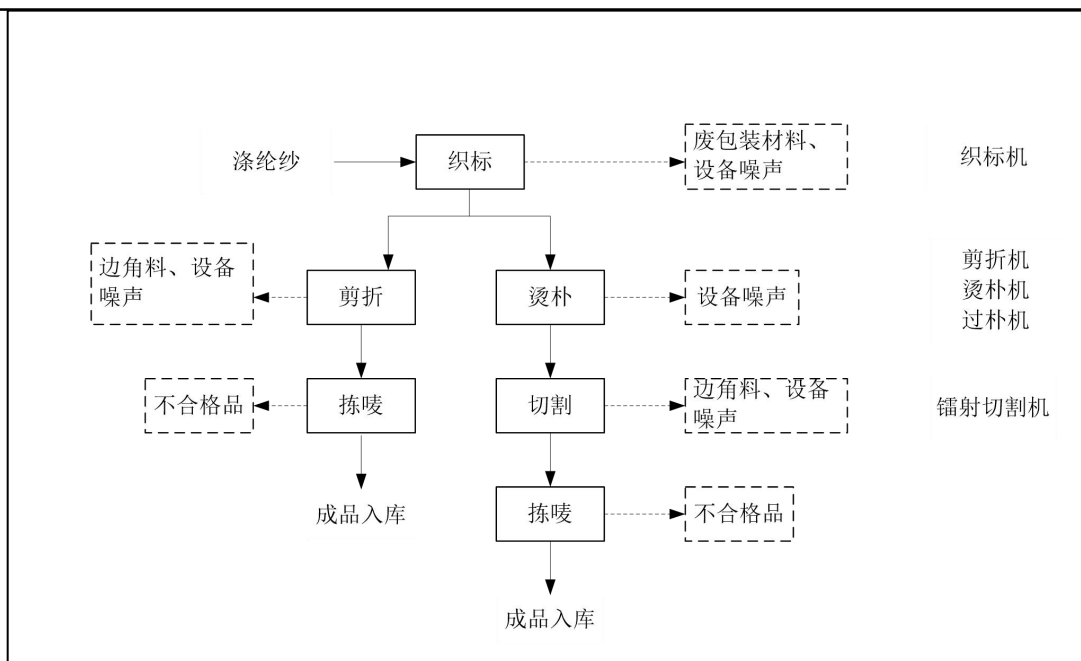 涤纶纱
织标
废包装材料、
设备噪声
织标机
边角料、设备
噪声
剪折
烫朴
设备噪声
剪折机
烫朴机
过朴机
不合格品
拣唛
切割
边角料、设备
噪声
镭射切割机
成品入库
拣唛
不合格品
成品入库